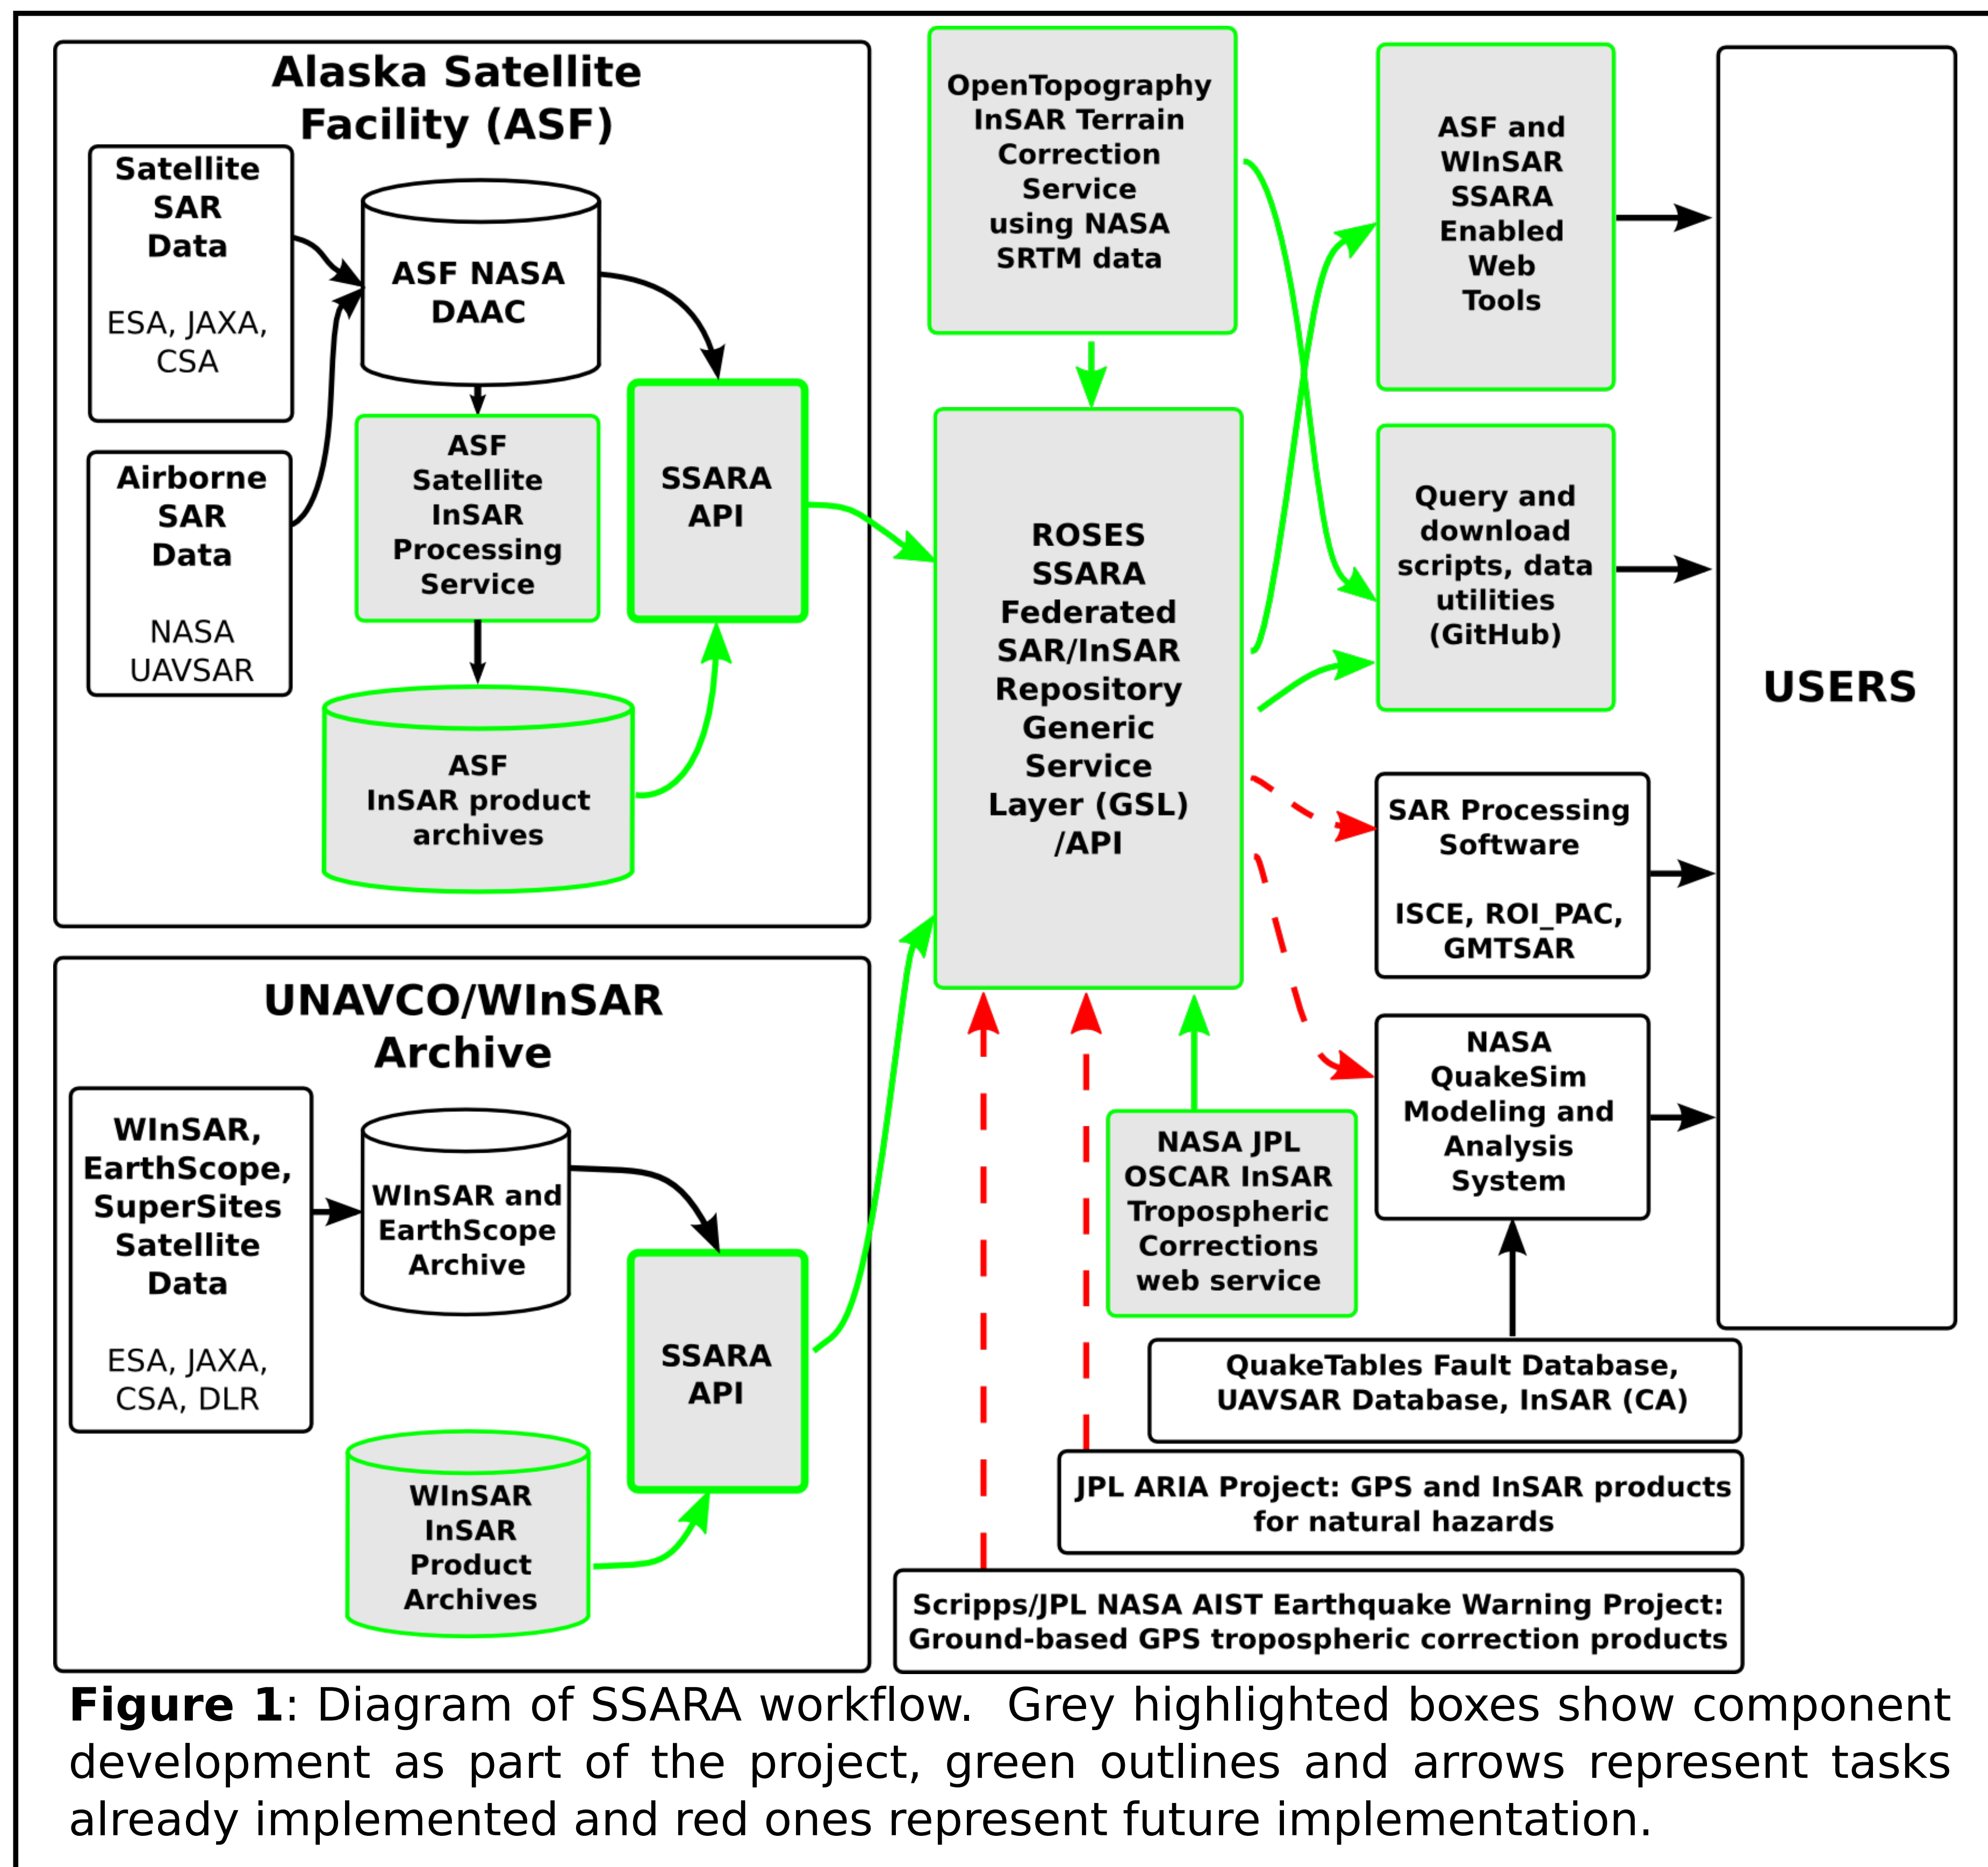 Alaska Satellite
Facility (ASF)
Satellite
SAR
Data
ESA, JAXA,
CSA
Airborne
SAR
Data
NASA
UAVSAR
ASF NASA
DAAC
ASF
Satellite
InSAR
Processing
Service
ASF
InSAR product
archives
SSARA
API
UNAVCO/WInSAR
Archive
WInSAR,
EarthScope,
SuperSites
Satellite
Data
ESA, JAXA,
CSA, DLR
WInSAR and
EarthScope
Archive
WInSAR
InSAR
Product
Archives
SSARA
API
OpenTopography
InSAR Terrain
Correction
Service
using NASA
SRTM data
ROSES
SSARA
Federated
SAR/InSAR
Repository
Generic
Service
Layer (GSL)
/API
NASA JPL
OSCAR InSAR
Tropospheric
Corrections
web service
ASF and
WInSAR
SSARA
Enabled
Web
Tools
Query and
download
scripts, data
utilities
(GitHub)
SAR Processing
Software
ISCE, ROI_PAC,
GMTSAR
NASA
QuakeSim
Modeling and
Analysis
System
USERS
QuakeTables Fault Database,
UAVSAR Database, InSAR (CA)
JPL ARIA Project: GPS and InSAR products
for natural hazards
Scripps/JPL NASA AIST Earthquake Warning Project:
Ground-based GPS tropospheric correction products
Figure 1: Diagram of SSARA workflow. Grey highlighted boxes show component
development as part of the project, green outlines and arrows represent tasks
already implemented and red ones represent future implementation.